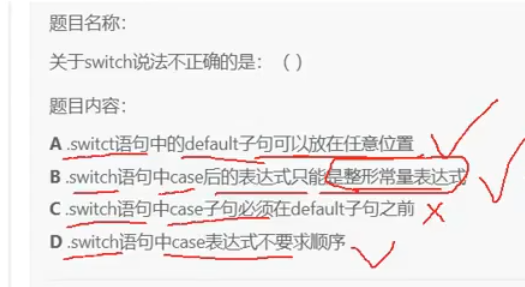 题目名称：
关于switch说法不正确的是：（ ）
题目内容：
A .switct语句中的default子句可以放在任意位置
B .switch语句中case后的表达式只能是整形常量表达式
C .switch语句中case子句必须在default子句之前
D .switch语句中case表达式不要求顺序